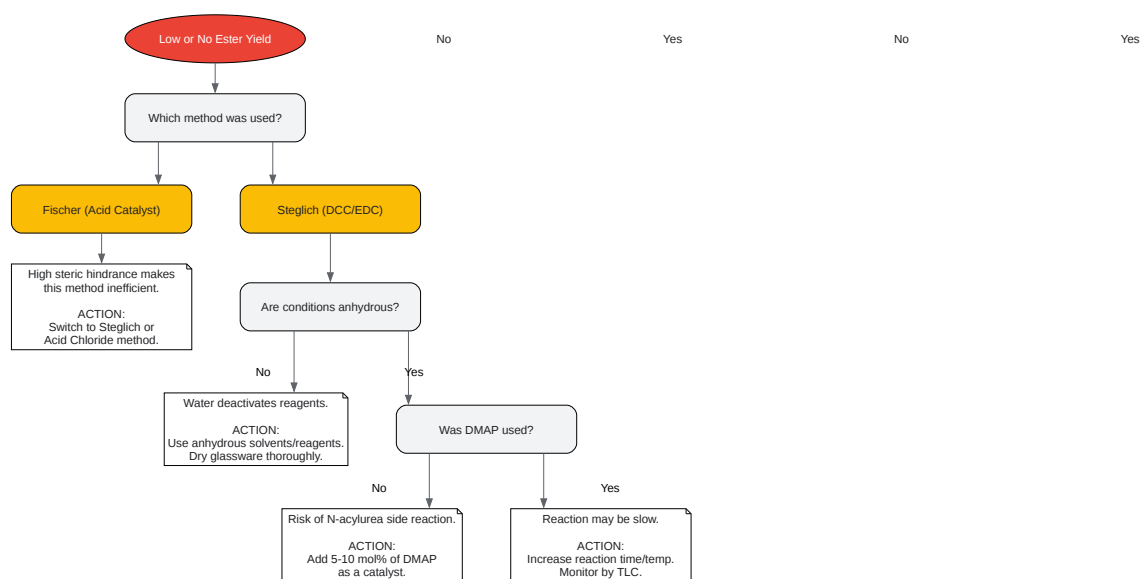 Low or No Ester Yield
No
Yes
No
Yes
Which method was used?
Fischer (Acid Catalyst)
Steglich (DCC/EDC)
High steric hindrance makes
this method inefficient.
ACTION:
Switch to Steglich or
Acid Chloride method.
Are conditions anhydrous?
No
Yes
Water deactivates reagents.
ACTION:
Use anhydrous solvents/reagents.
Dry glassware thoroughly.
Was DMAP used?
No
Yes
Risk of N-acylurea side reaction.
ACTION:
Add 5-10 mol% of DMAP
as a catalyst.
Reaction may be slow.
ACTION:
Increase reaction time/temp.
Monitor by TLC.